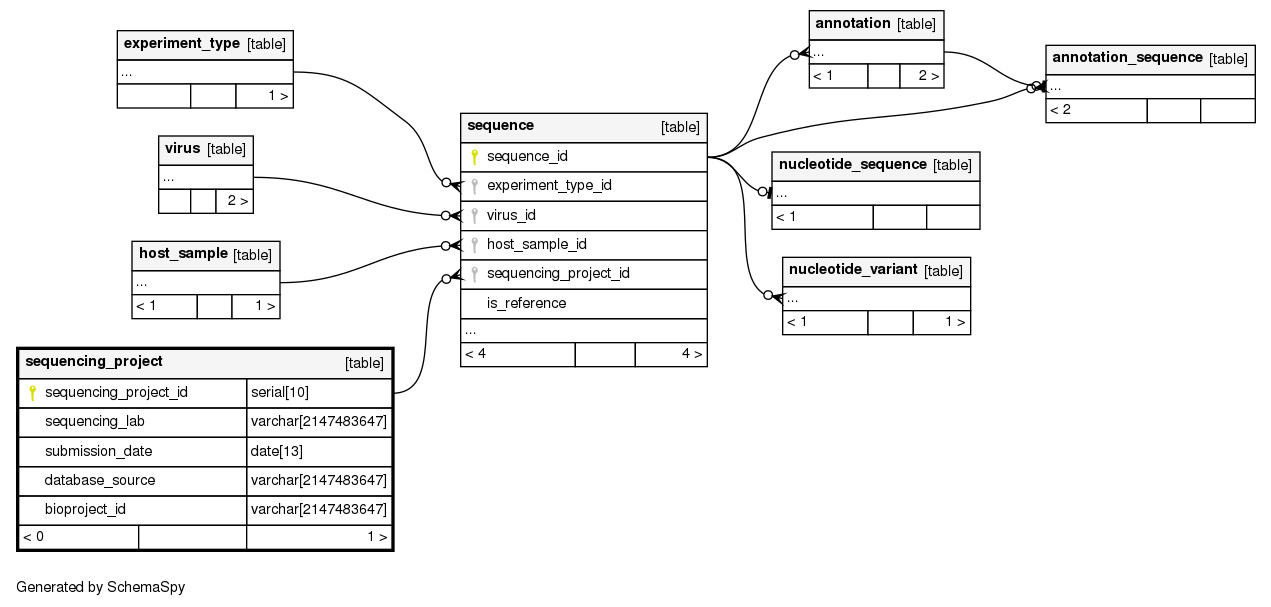 experiment_type [table]
...
1 >
virus [table]
...
2 >
host_sample [table]
...
< 1 1 >
sequencing_project [table]
sequencing_project_id serial[10]
sequencing_lab varchar[2147483647]
submission_date date[13]
database_source varchar[2147483647]
bioproject_id varchar[2147483647]
< 0 1 >
sequence [table]
sequence_id
experiment_type_id
virus_id
host_sample_id
sequencing_project_id
is_reference
...
< 4 4 >
annotation [table]
...
< 1 2 >
annotation_sequence [table]
...
< 2
nucleotide_sequence [table]
...
< 1
nucleotide_variant [table]
...
< 1 1 >
Generated by SchemaSpy